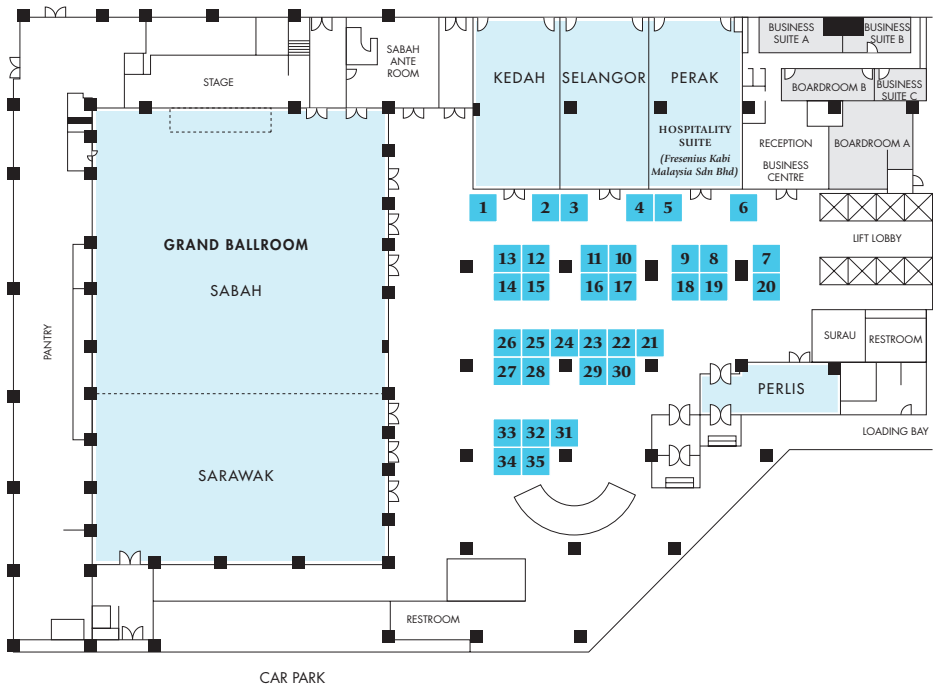 BUSINESS
SUITE A
BUSINESS
SUITE B
SABAH
ANTE
ROOM
STAGE
KEDAH
SELANGOR
PERAK
BOARDROOM B
BUSINESS
SUITE C
HOSPITALITY
SUITE
(Fresenius Kabi
Malaysia Sdn Bhd)
RECEPTION
BUSINESS
CENTRE
BOARDROOM A
1 2 3 4 5 6
LIFT LOBBY
GRAND BALLROOM
SABAH
13 12 11 10 9 8 7
14 15 16 17 18 19 20
PANTRY
SURAU
RESTROOM
26 25 24 23 22 21
27 28 29 30
PERLIS
LOADING BAY
33 32 31
34 35
SARAWAK
RESTROOM
CAR PARK